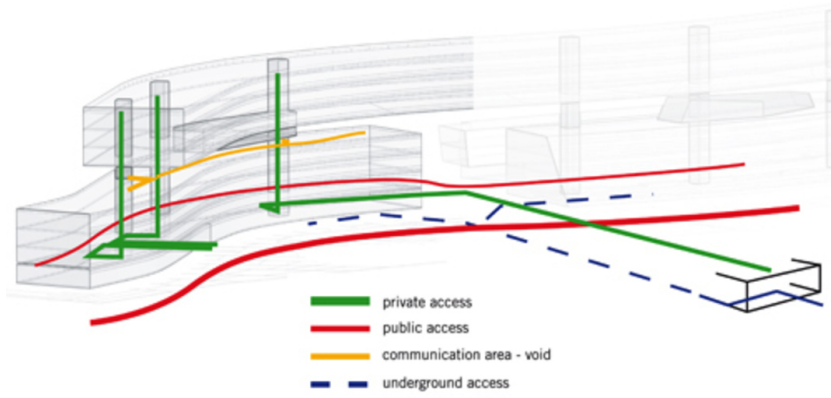 private access
public access
communication area - void
underground access